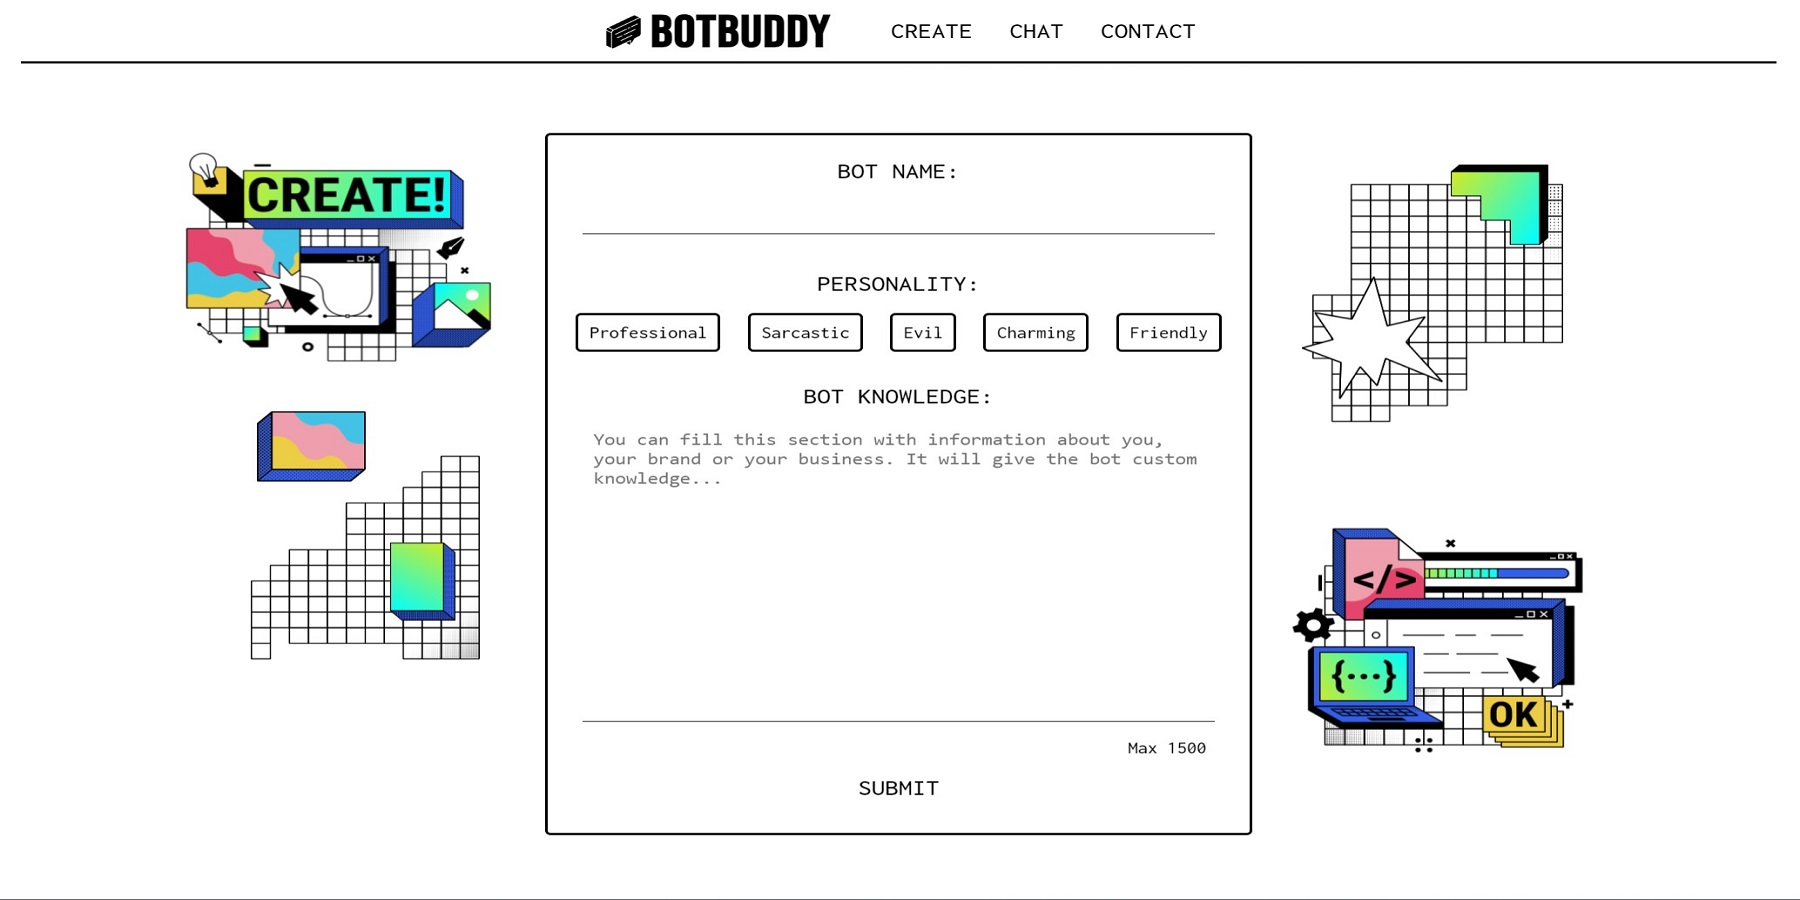 BOTBUDDY
CREATE
CHAT
CONTACT
CREATE!
BOT NAME:
PERSONALITY:
Professional
Sarcastic
Evil
Charming
Friendly
BOT KNOWLEDGE:
You can fill this section with information about you,
your brand or your business. It will give the bot custom
knowledge...
</>
{...}
OK
Max 1500
SUBMIT